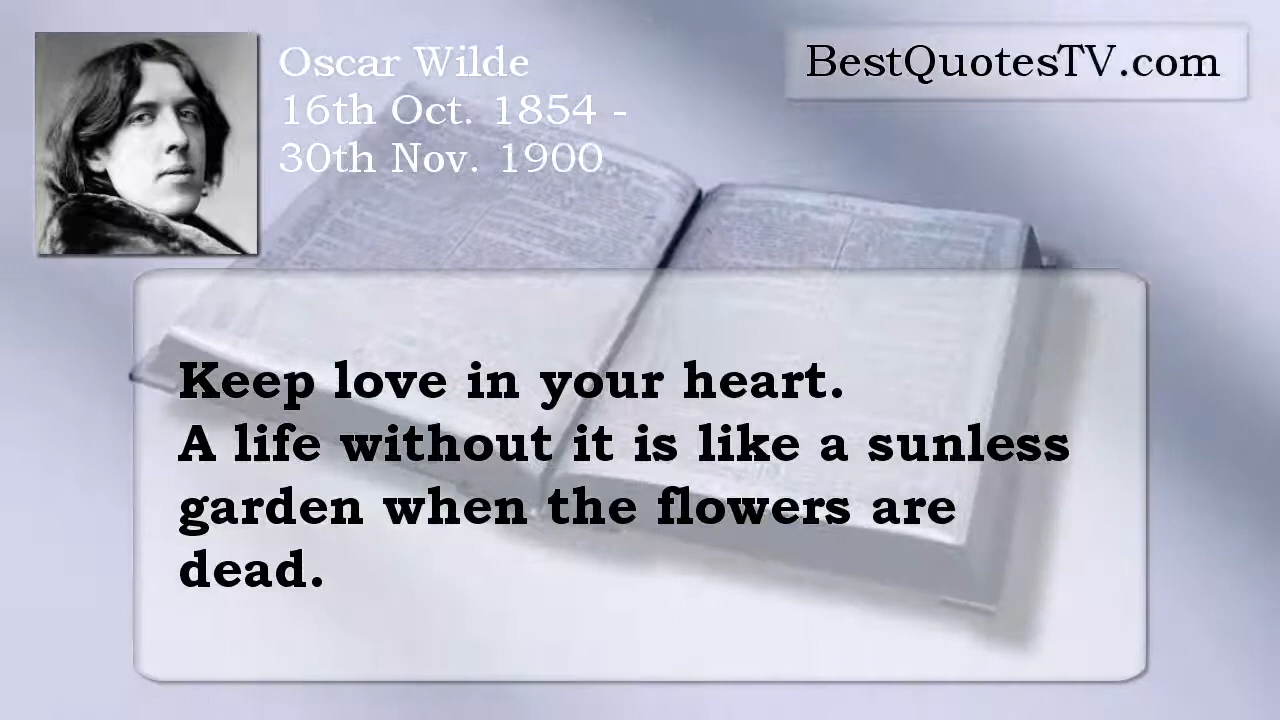 Oscar Wilde
16th Oct. 1854 -
30th Nov. 1900
BestQuotesTV.com
Keep love in your heart.
A life without it is like a sunless
garden when the flowers are
dead.